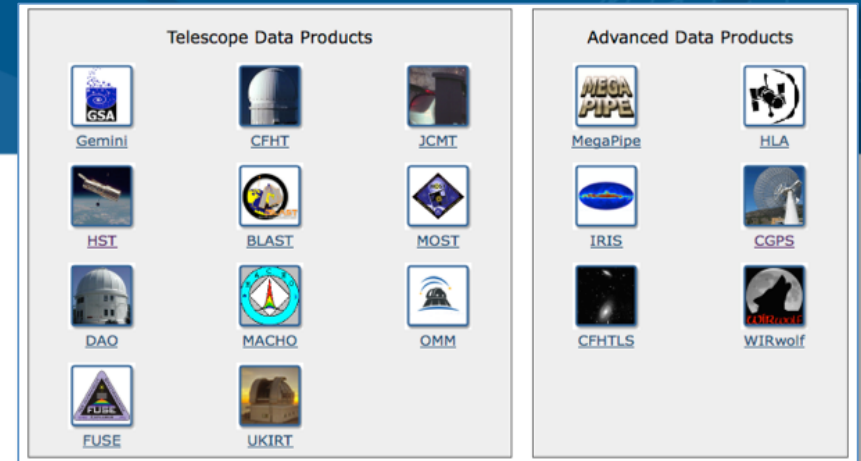 Telescope Data Products
GSA
Gemini
CFHT
JCMT
HST
BLAST
MOST
DAO
MACHO
OMM
FUSE
FUSE
UKIRT
Advanced Data Products
MEGA
PIPE
MegaPipe
HLA
IRIS
CGPS
CFHTLS
WIRwolf
WIRwolf